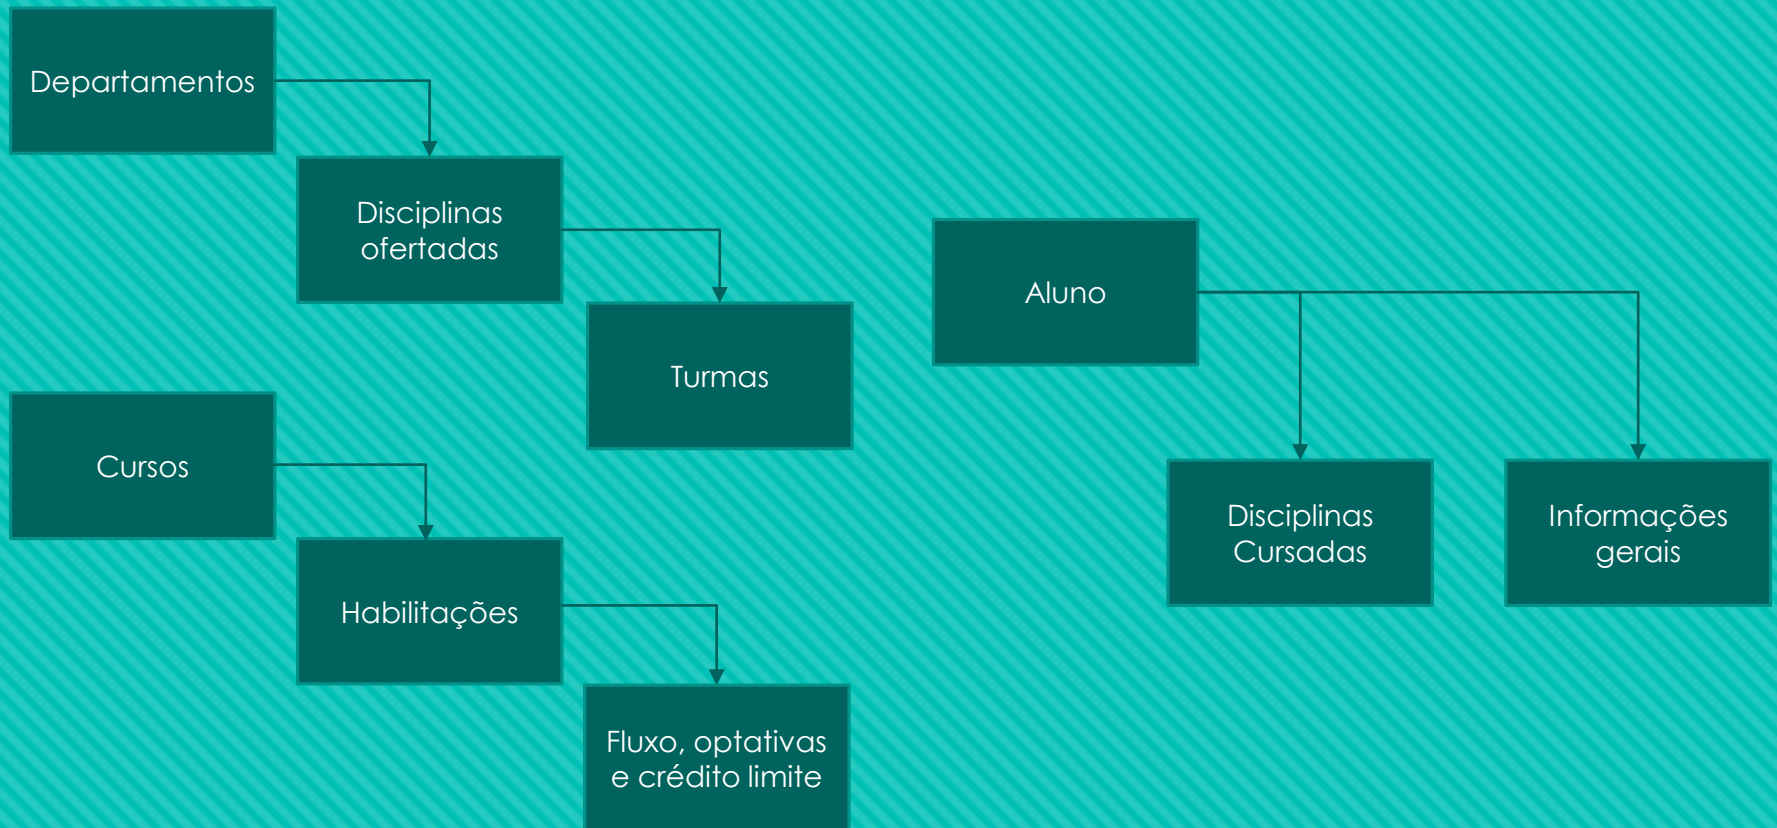 Departamentos
Disciplinas
ofertadas
Turmas
Cursos
Habilitações
Fluxo, optativas
e crédito limite
Aluno
Disciplinas
Cursadas
Informações
gerais